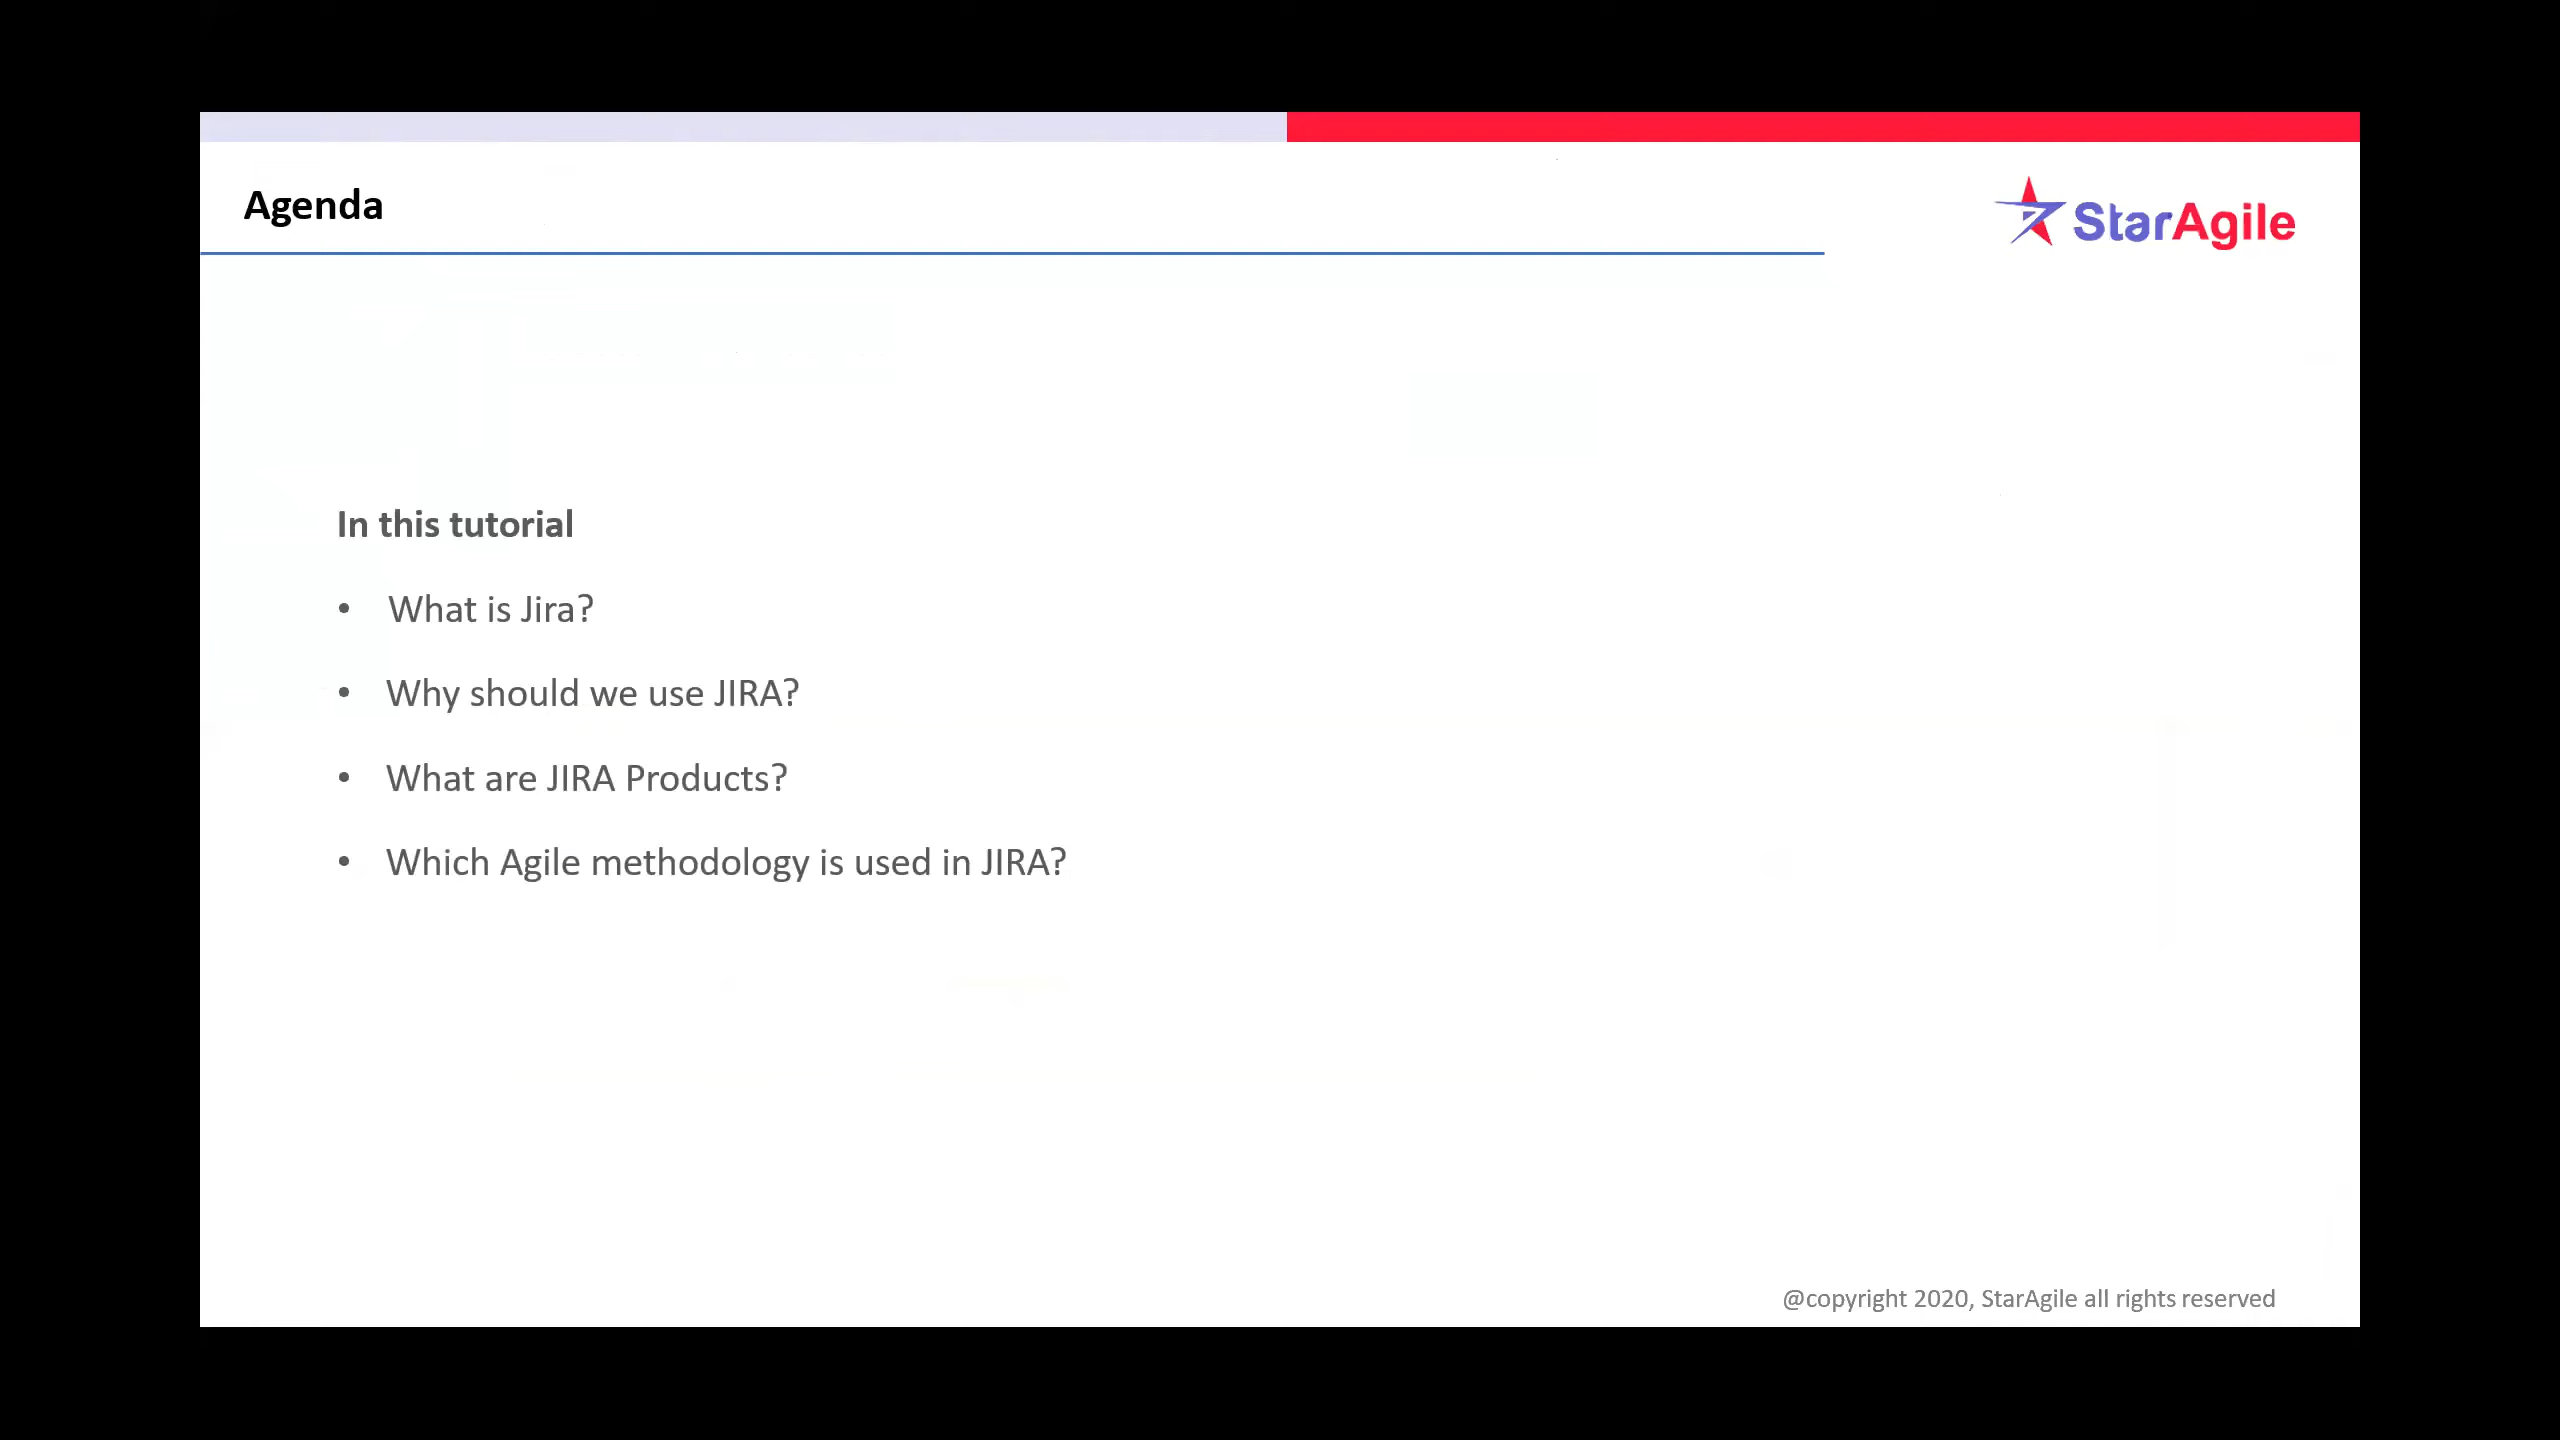 Agenda
StarAgile
In this tutorial
• What is Jira?
• Why should we use JIRA?
• What are JIRA Products?
• Which Agile methodology is used in JIRA?
@copyright 2020, StarAgile all rights reserved